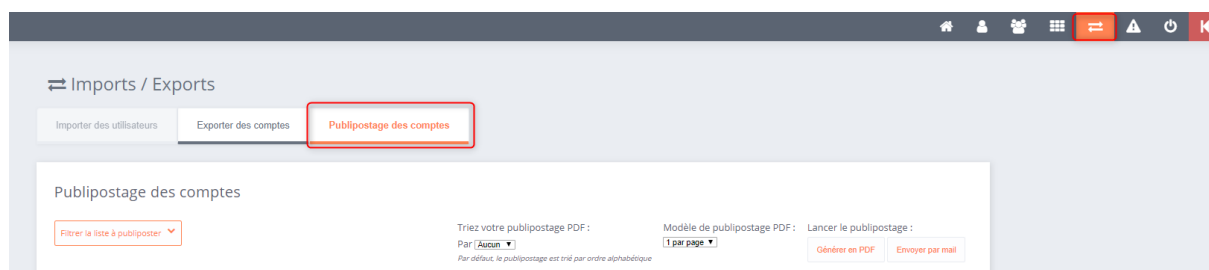 Imports / Exports
Importer des utilisateurs Exporter des comptes Publipostage des comptes
Publipostage des comptes
Filtrer la liste à publiposter
Triez votre publipostage PDF :
Par Aucun
Par défaut, le publipostage est trié par ordre alphabétique
Modèle de publipostage PDF :
1 par page
Lancer le publipostage :
Générer en PDF Envoyer par mail